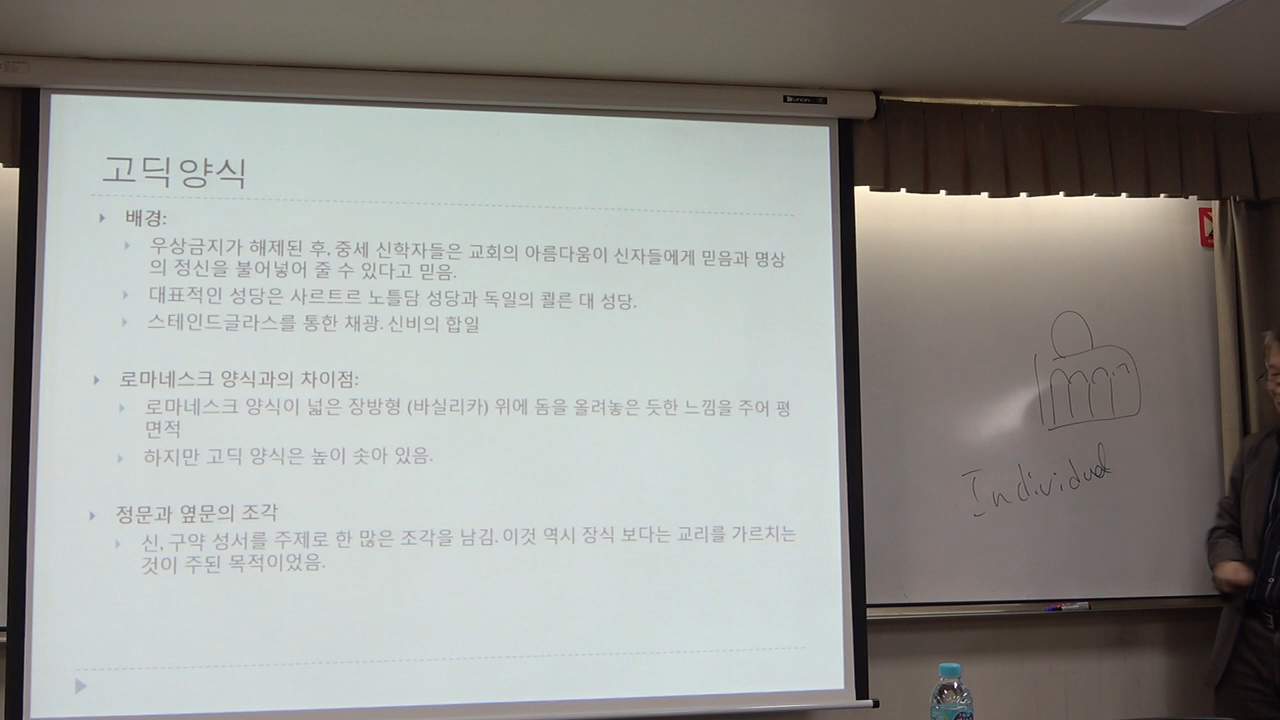 고딕양식
배경:
우상금지가 해제된 후, 중세 신학자들은 교회의 아름다움이 신자들에게 믿음과 명상
의 정신을 불어넣어 줄 수 있다고 믿음.
대표적인 성당은 사르트르 노틀담 성당과 독일의 쾰른 대 성당.
스테인드글라스를 통한 채광. 신비의 합일
로마네스크 양식과의 차이점:
로마네스크 양식이 넓은 장방형 (바실리카) 위에 돔을 올려놓은 듯한 느낌을 주어 평
면적
하지만 고딕 양식은 높이 솟아 있음.
정문과 옆문의 조각
신, 구약 성서를 주제로 한 많은 조각을 남김. 이것 역시 장식 보다는 교리를 가르치는
것이 주된 목적이었음.
Individual